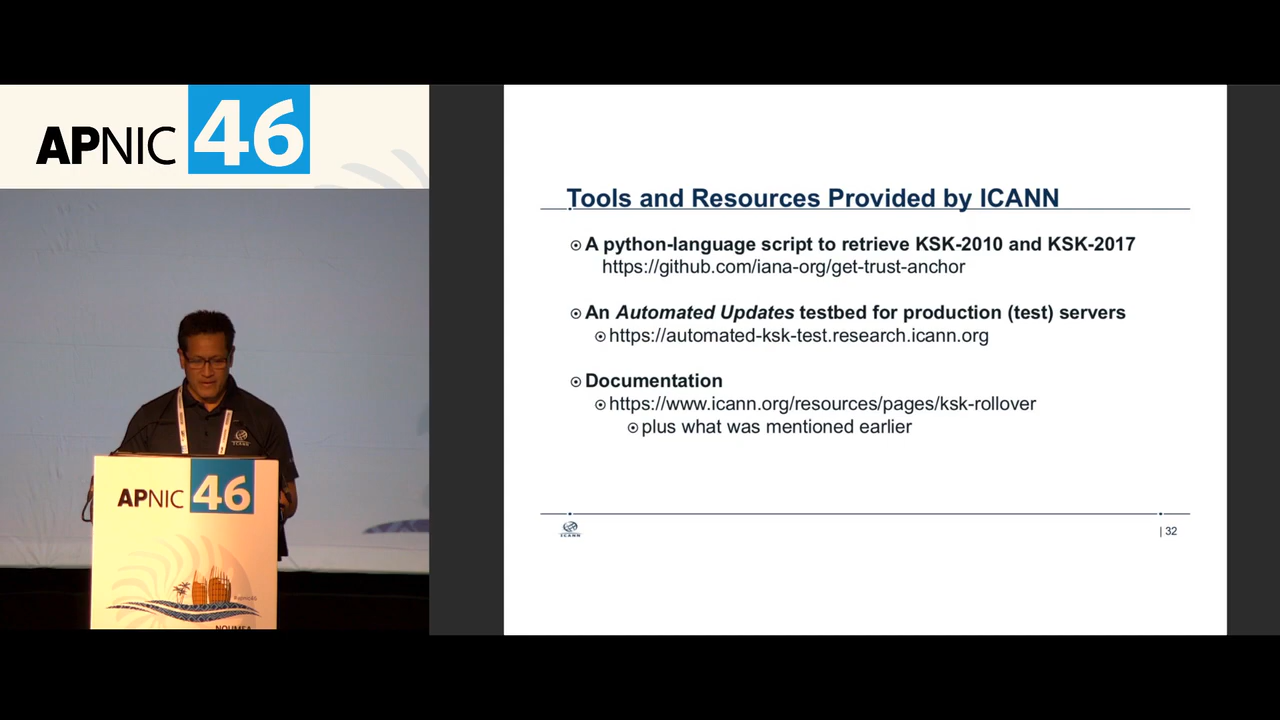 APNIC 46
Tools and Resources Provided by ICANN
A python-language script to retrieve KSK-2010 and KSK-2017
https://github.com/iana-org/get-trust-anchor
An Automated Updates testbed for production (test) servers
https://automated-ksk-test.research.icann.org
Documentation
https://www.icann.org/resources/pages/ksk-rollover
plus what was mentioned earlier
ICANN
| 32
ICANN
APNIC 46
#apnic46
NOUMEA